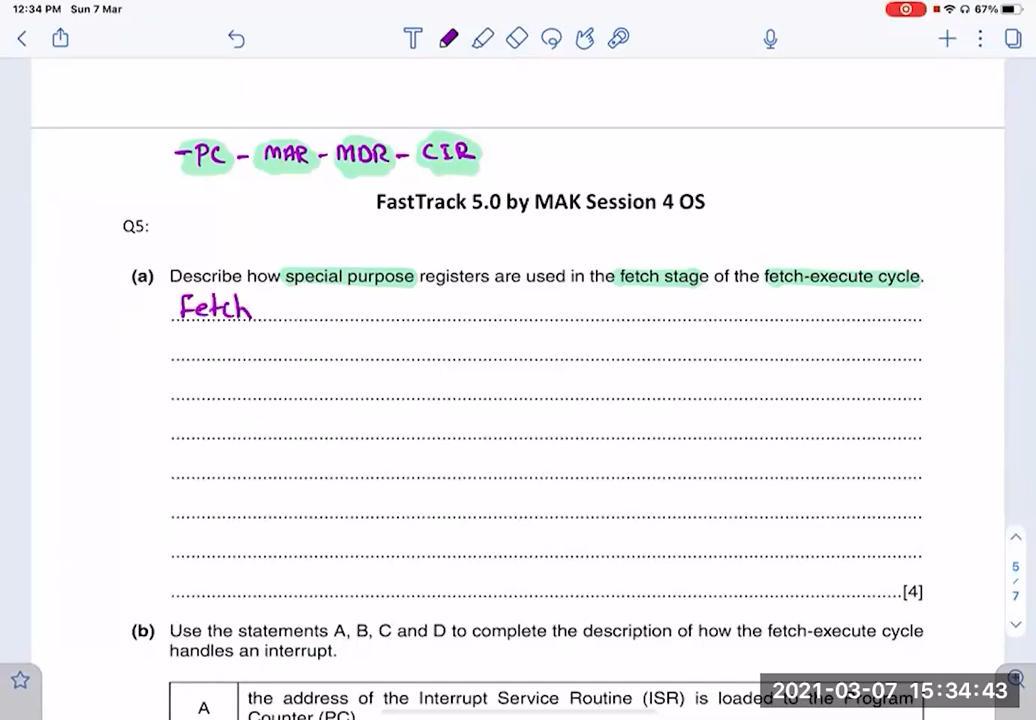 12:34 PM Sun 7 Mar
67%
-PC - MAR - MDR - CIR
FastTrack 5.0 by MAK Session 4 OS
Q5:
(a) Describe how special purpose registers are used in the fetch stage of the fetch-execute cycle.
Fetch
[4]
5
/
7
(b) Use the statements A, B, C and D to complete the description of how the fetch-execute cycle
handles an interrupt.
A the address of the Interrupt Service Routine (ISR) is loaded to the Program
Counter (PC)
2021-03-07 15:34:43